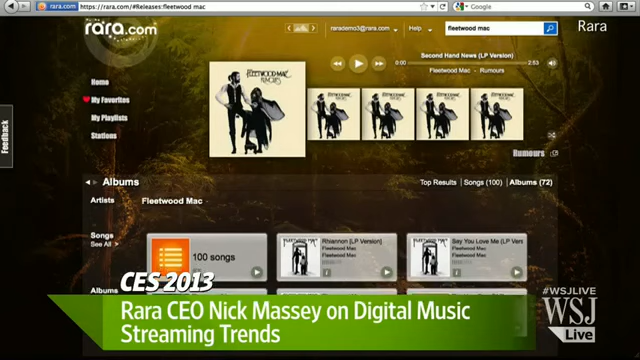 rara.com
https://rara.com/#Releases:fleetwood mac
Google
rara.com
rarademo3@rara.com
Help
fleetwood mac
Rara
Second Hand News (LP Version)
0:00
2:53
Fleetwood Mac - Rumours
FLEETWOOD MAC
RUMOURS
Home
My Favorites
My Playlists
Stations
Feedback
Rumours
Albums
Top Results
Songs (100)
Albums (72)
Artists
Fleetwood Mac
Songs
See All >
100 songs
Rhiannon [LP Version]
Fleetwood Mac
Fleetwood Mac
Say You Love Me (LP Vers
Fleetwood Mac
Fleetwood Mac
Albums
CES 2013
Rara CEO Nick Massey on Digital Music
Streaming Trends
#WSJLIVE
WSJ
Live